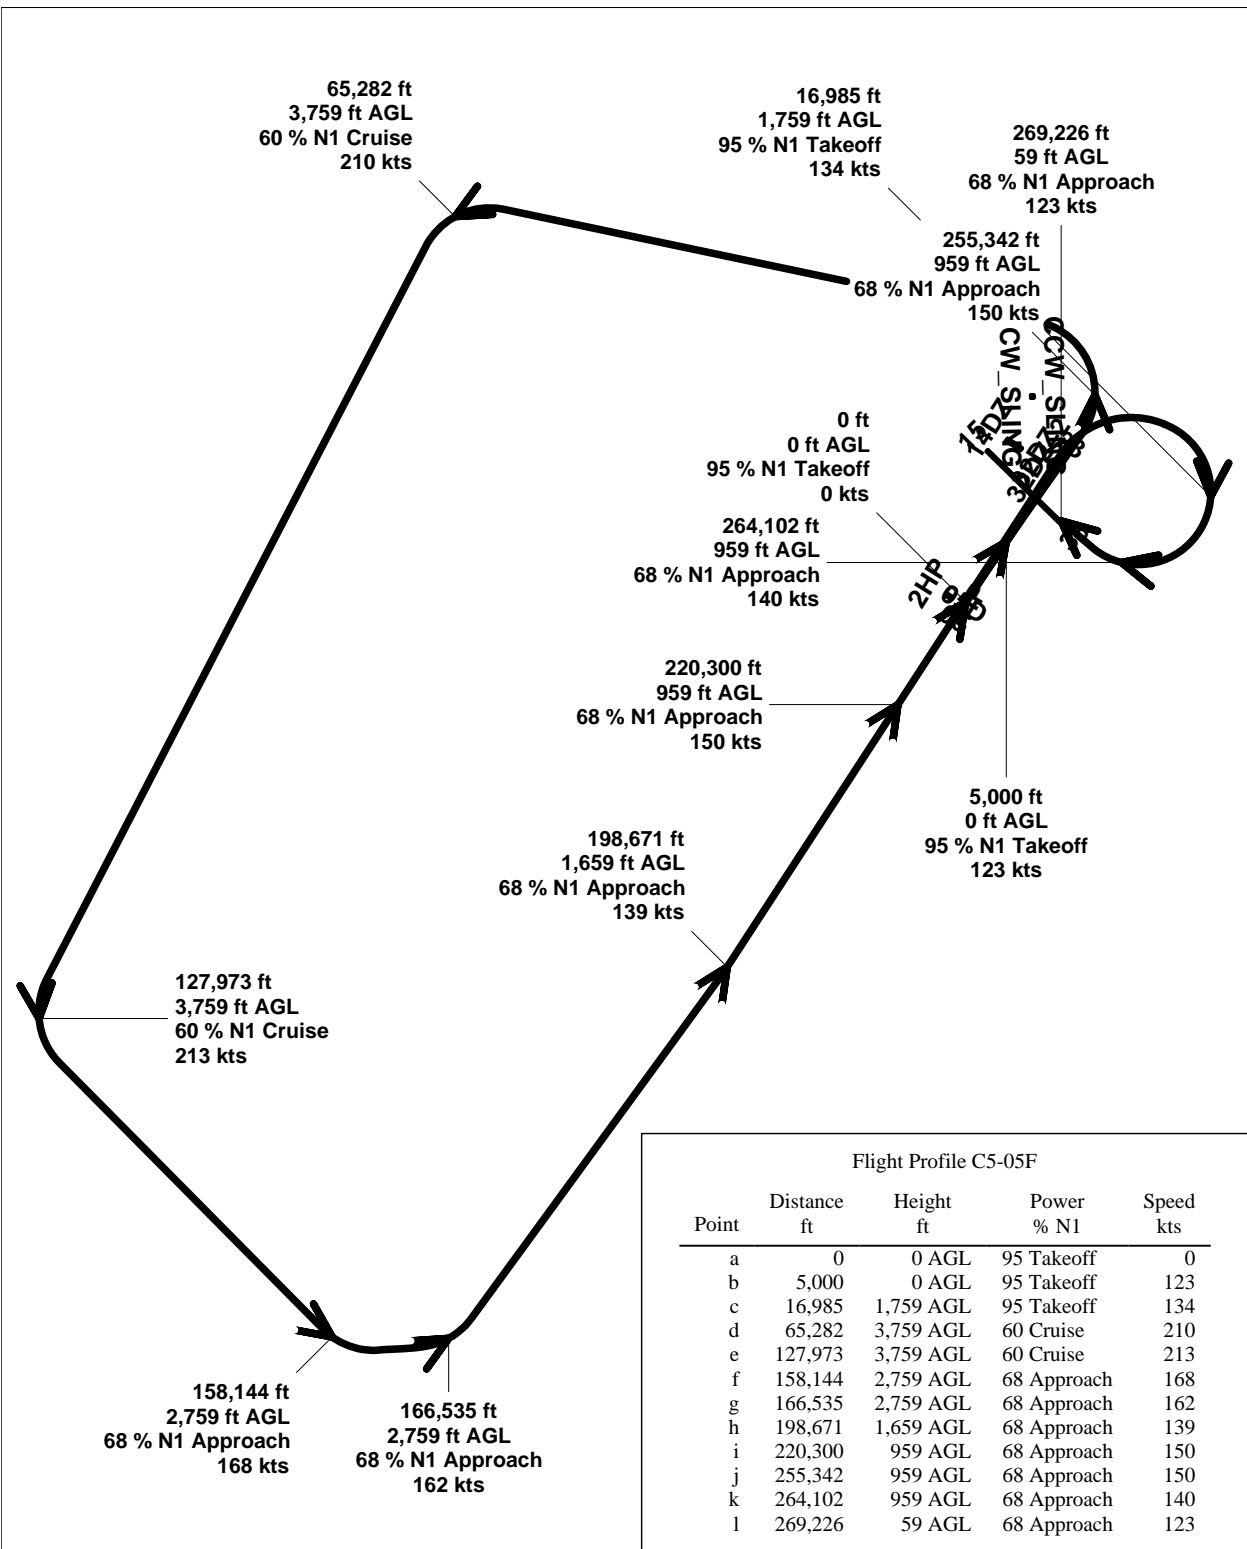 65,282 ft
3,759 ft AGL
60 % N1 Cruise
210 kts
16,985 ft
1,759 ft AGL
95 % N1 Takeoff
134 kts
269,226 ft
59 ft AGL
68 % N1 Approach
123 kts
255,342 ft
959 ft AGL
68 % N1 Approach
150 kts
CW_SLING
0 ft
0 ft AGL
95 % N1 Takeoff
0 kts
264,102 ft
959 ft AGL
68 % N1 Approach
140 kts
2HP
220,300 ft
959 ft AGL
68 % N1 Approach
150 kts
5,000 ft
0 ft AGL
95 % N1 Takeoff
123 kts
198,671 ft
1,659 ft AGL
68 % N1 Approach
139 kts
127,973 ft
3,759 ft AGL
60 % N1 Cruise
213 kts
158,144 ft
2,759 ft AGL
68 % N1 Approach
168 kts
166,535 ft
2,759 ft AGL
68 % N1 Approach
162 kts
Flight Profile C5-05F
Point Distance ft Height ft Power % N1 Speed kts
a 0 0 AGL 95 Takeoff 0
b 5,000 0 AGL 95 Takeoff 123
c 16,985 1,759 AGL 95 Takeoff 134
d 65,282 3,759 AGL 60 Cruise 210
e 127,973 3,759 AGL 60 Cruise 213
f 158,144 2,759 AGL 68 Approach 168
g 166,535 2,759 AGL 68 Approach 162
h 198,671 1,659 AGL 68 Approach 139
i 220,300 959 AGL 68 Approach 150
j 255,342 959 AGL 68 Approach 150
k 264,102 959 AGL 68 Approach 140
l 269,226 59 AGL 68 Approach 123